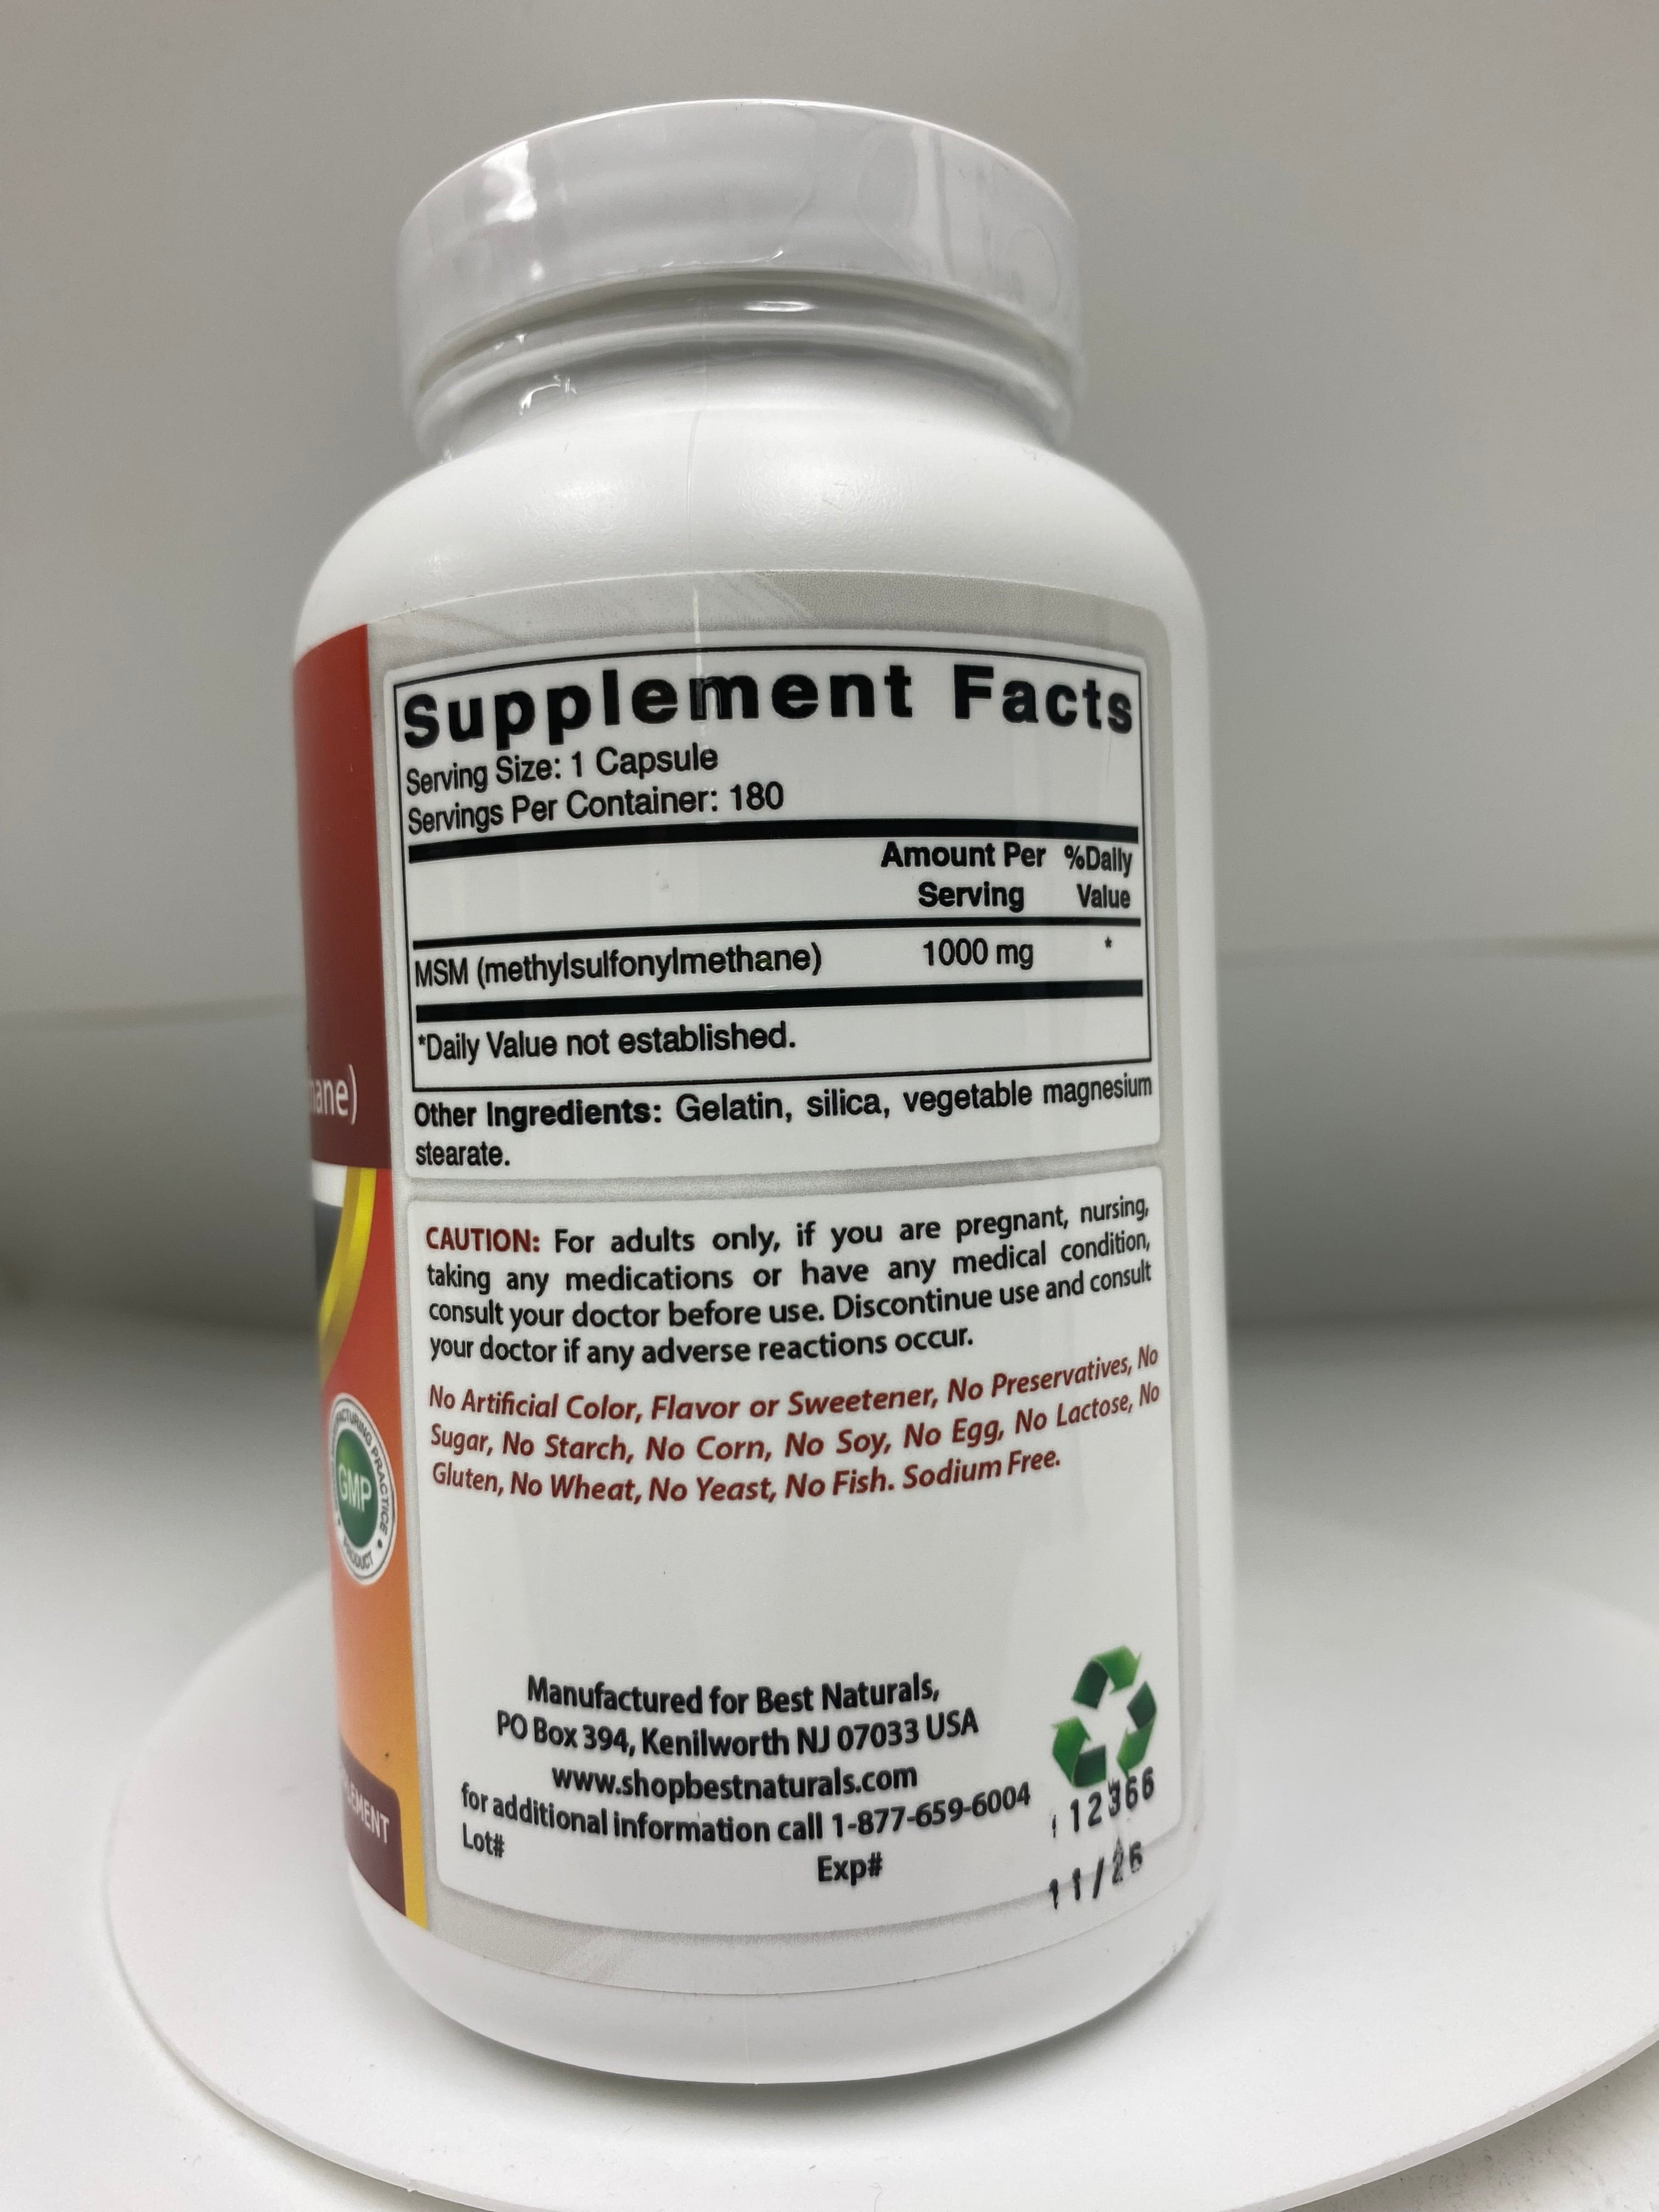 Supplement Facts
Serving Size: 1 Capsule
Servings Per Container: 180
Amount Per %Daily
Serving Value
MSM (methylsulfonylmethane) 1000 mg *
*Daily Value not established.
Other Ingredients: Gelatin, silica, vegetable magnesium
stearate.
CAUTION: For adults only, if you are pregnant, nursing,
taking any medications or have any medical condition,
consult your doctor before use. Discontinue use and consult
your doctor if any adverse reactions occur.
No Artificial Color, Flavor or Sweetener, No Preservatives, No
Sugar, No Starch, No Corn, No Soy, No Egg, No Lactose, No
Gluten, No Wheat, No Yeast, No Fish. Sodium Free.
Manufactured for Best Naturals,
PO Box 394, Kenilworth NJ 07033 USA
www.shopbestnaturals.com
for additional information call 1-877-659-6004
Lot#
Exp#
12366
11/26
hane)
GMP
PRACTICE
PRODUCT